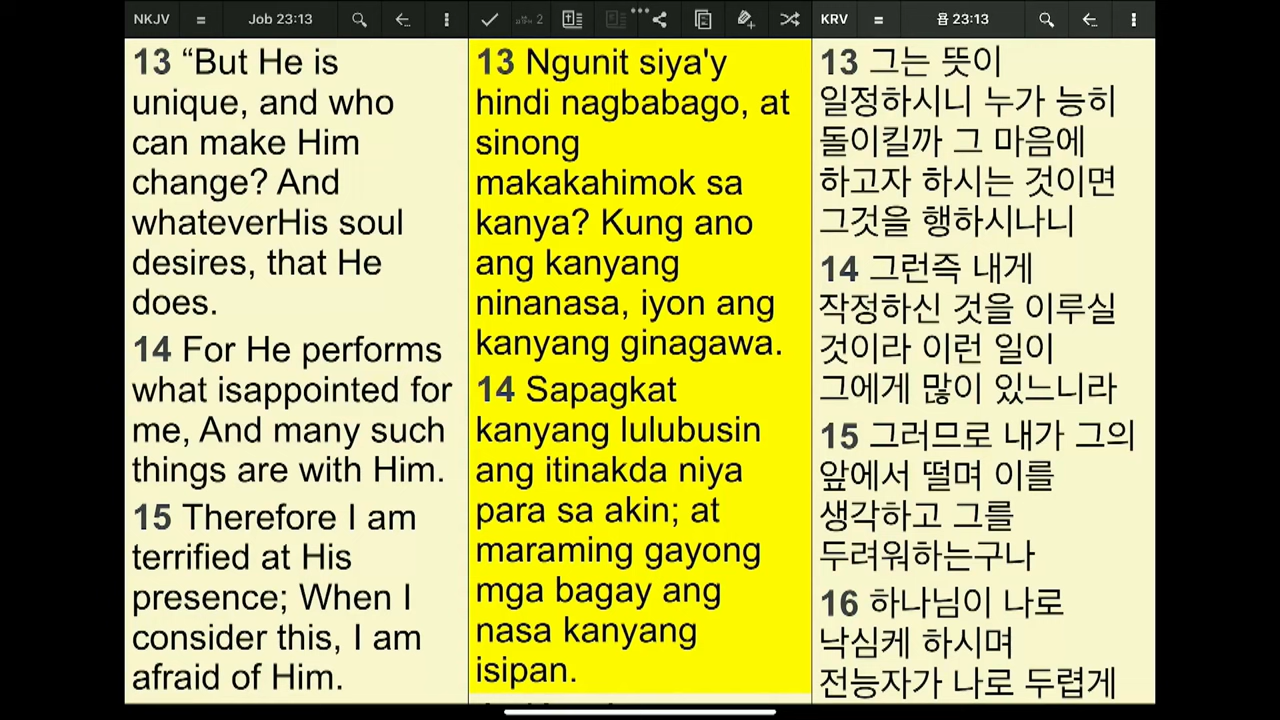 NKJV = Job 23:13
KRV = 욥 23:13
13 “But He is
unique, and who
can make Him
change? And
whateverHis soul
desires, that He
does.
14 For He performs
what isappointed for
me, And many such
things are with Him.
15 Therefore I am
terrified at His
presence; When I
consider this, I am
afraid of Him.
13 Ngunit siya'y
hindi nagbabago, at
sinong
makakahimok sa
kanya? Kung ano
ang kanyang
ninanasa, iyon ang
kanyang ginagawa.
14 Sapagkat
kanyang lulubusin
ang itinakda niya
para sa akin; at
maraming gayong
mga bagay ang
nasa kanyang
isipan.
13 그는 뜻이
일정하시니 누가 능히
돌이킬까 그 마음에
하고자 하시는 것이면
그것을 행하시나니
14 그런즉 내게
작정하신 것을 이루실
것이라 이런 일이
그에게 많이 있느니라
15 그러므로 내가 그의
앞에서 떨며 이를
생각하고 그를
두려워하는구나
16 하나님이 나로
낙심케 하시며
전능자가 나로 두렵게